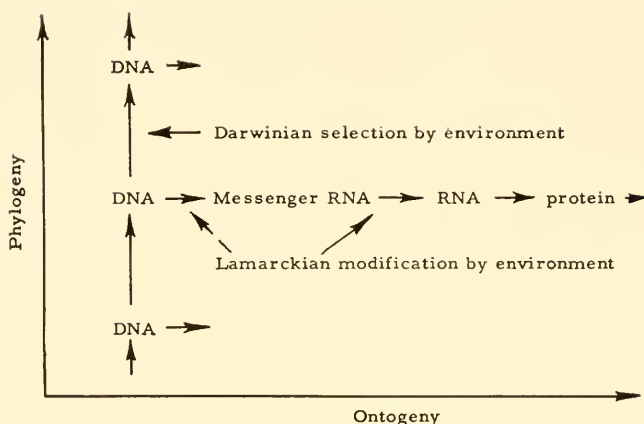 DNA
Darwinian selection by environment
Phylogeny
DNA Messenger RNA RNA protein
Lamarckian modification by environment
DNA
Ontogeny